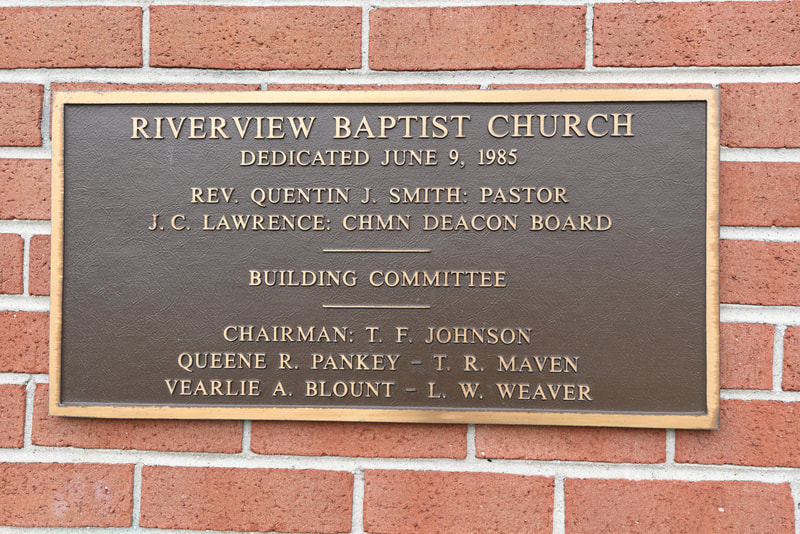 RIVERVIEW BAPTIST CHURCH
DEDICATED JUNE 9, 1985
REV. QUENTIN J. SMITH: PASTOR
J. C. LAWRENCE: CHMN DEACON BOARD
BUILDING COMMITTEE
CHAIRMAN: T. F. JOHNSON
QUEENE R. PANKEY – T. R. MAVEN
VEARLIE A. BLOUNT – L. W. WEAVER